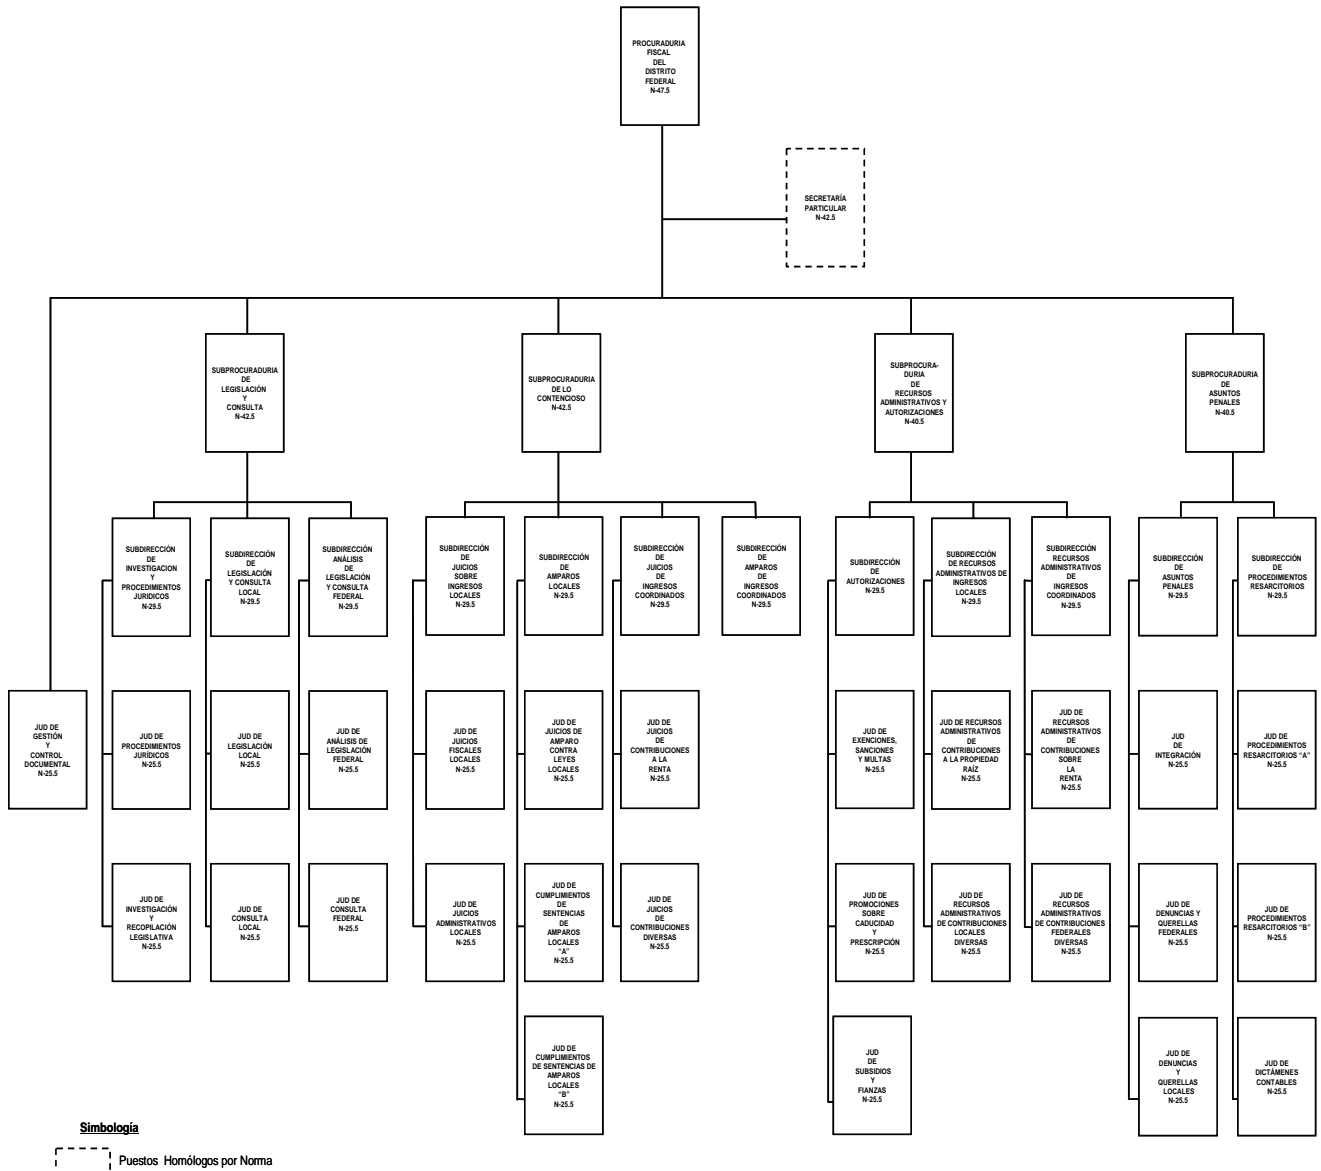 PROCURADURIA
FISCAL
DEL
DISTRITO
FEDERAL
N-47.5
SECRETARÍA
PARTICULAR
N-42.5
SUBPROCURADURIA
DE
LEGISLACIÓN
Y
CONSULTA
N-42.5
SUBPROCURADURIA
DE LO
CONTENCIOSO
N-42.5
SUBPROCURA-
DURIA
DE
RECURSOS
ADMINISTRATIVOS Y
AUTORIZACIONES
N-40.5
SUBPROCURADURIA
DE
ASUNTOS
PENALES
N-40.5
SUBDIRECCIÓN
DE
INVESTIGACION
Y
PROCEDIMIENTOS
JURIDICOS
N-29.5
SUBDIRECCIÓN
DE
LEGISLACIÓN
Y CONSULTA
LOCAL
N-29.5
SUBDIRECCIÓN
ANÁLISIS
DE
LEGISLACIÓN
Y CONSULTA
FEDERAL
N-29.5
SUBDIRECCIÓN
DE
JUICIOS
SOBRE
INGRESOS
LOCALES
N-29.5
SUBDIRECCIÓN
DE
AMPAROS
LOCALES
N-29.5
SUBDIRECCIÓN
DE
JUICIOS
DE
INGRESOS
COORDINADOS
N-29.5
SUBDIRECCIÓN
DE
AMPAROS
DE
INGRESOS
COORDINADOS
N-29.5
SUBDIRECCIÓN
DE
AUTORIZACIONES
N-29.5
SUBDIRECCIÓN
DE RECURSOS
ADMINISTRATIVOS DE
INGRESOS
LOCALES
N-29.5
SUBDIRECCIÓN
RECURSOS
ADMINISTRATIVOS
DE
INGRESOS
COORDINADOS
N-29.5
SUBDIRECCIÓN
DE
ASUNTOS
PENALES
N-29.5
SUBDIRECCIÓN
DE
PROCEDIMIENTOS
RESARCITORIOS
N-29.5
JUD DE
GESTIÓN
Y
CONTROL
DOCUMENTAL
N-25.5
JUD DE
PROCEDIMIENTOS
JURÍDICOS
N-25.5
JUD DE
LEGISLACIÓN
LOCAL
N-25.5
JUD DE
ANÁLISIS DE
LEGISLACIÓN
FEDERAL
N-25.5
JUD DE
JUICIOS
FISCALES
LOCALES
N-25.5
JUD DE
JUICIOS DE
AMPARO
CONTRA
LEYES
LOCALES
N-25.5
JUD DE
JUICIOS
DE
CONTRIBUCIONES
A LA
RENTA
N-25.5
JUD DE
EXENCIONES,
SANCIONES
Y MULTAS
N-25.5
JUD DE RECURSOS
ADMINISTRATIVOS
DE
CONTRIBUCIONES
A LA PROPIEDAD
RAÍZ
N-25.5
JUD DE
RECURSOS
ADMINISTRATIVOS
DE
CONTRIBUCIONES
SOBRE
LA
RENTA
N-25.5
JUD
DE
INTEGRACIÓN
N-25.5
JUD DE
PROCEDIMIENTOS
RESARCITORIOS "A"
N-25.5
JUD DE
INVESTIGACIÓN
Y
RECOPILACIÓN
LEGISLATIVA
N-25.5
JUD DE
CONSULTA
LOCAL
N-25.5
JUD DE
CONSULTA
FEDERAL
N-25.5
JUD DE
JUICIOS
ADMINISTRATIVOS
LOCALES
N-25.5
JUD DE
CUMPLIMIENTOS
DE
SENTENCIAS
DE
AMPAROS
LOCALES
"A"
N-25.5
JUD DE
JUICIOS
DE
CONTRIBUCIONES
DIVERSAS
N-25.5
JUD DE
PROMOCIONES
SOBRE
CADUCIDAD
Y
PRESCRIPCIÓN
N-25.5
JUD DE
RECURSOS
ADMINISTRATIVOS
DE CONTRIBUCIONES
LOCALES
DIVERSAS
N-25.5
JUD DE
RECURSOS
ADMINISTRATIVOS
DE CONTRIBUCIONES
FEDERALES
DIVERSAS
N-25.5
JUD DE
DENUNCIAS Y
QUERELLAS
FEDERALES
N-25.5
JUD DE
PROCEDIMIENTOS
RESARCITORIOS "B"
N-25.5
JUD DE
CUMPLIMIENTOS
DE SENTENCIAS DE
AMPAROS
LOCALES
"B"
N-25.5
JUD
DE
SUBSIDIOS
Y
FIANZAS
N-25.5
JUD DE
DENUNCIAS
Y
QUERELLAS
LOCALES
N-25.5
JUD DE
DICTÁMENES
CONTABLES
N-25.5
Simbología
Puestos Homólogos por Norma